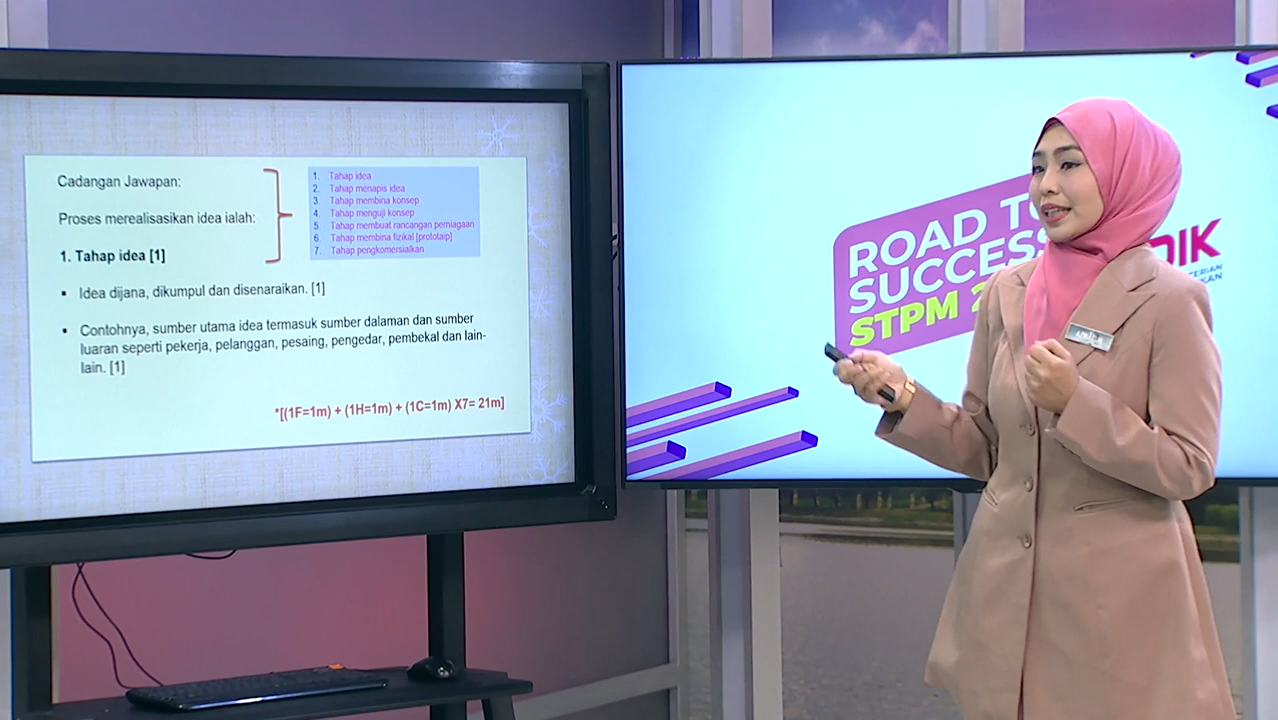 Cadangan Jawapan:
Proses merealisasikan idea ialah:
1. Tahap idea
2. Tahap menapis idea
3. Tahap membina konsep
4. Tahap menguji konsep
5. Tahap membuat rancangan perniagaan
6. Tahap membina fizikal [prototaip]
7. Tahap pengkomersialkan
1. Tahap idea [1]
▪ Idea dijana, dikumpul dan disenaraikan. [1]
▪ Contohnya, sumber utama idea termasuk sumber dalaman dan sumber
luaran seperti pekerja, pelanggan, pesaing, pengedar, pembekal dan lain-
lain. [1]
*[(1F=1m) + (1H=1m) + (1C=1m) X7= 21m]
ROAD TO
SUCCESS
STPM
DIK